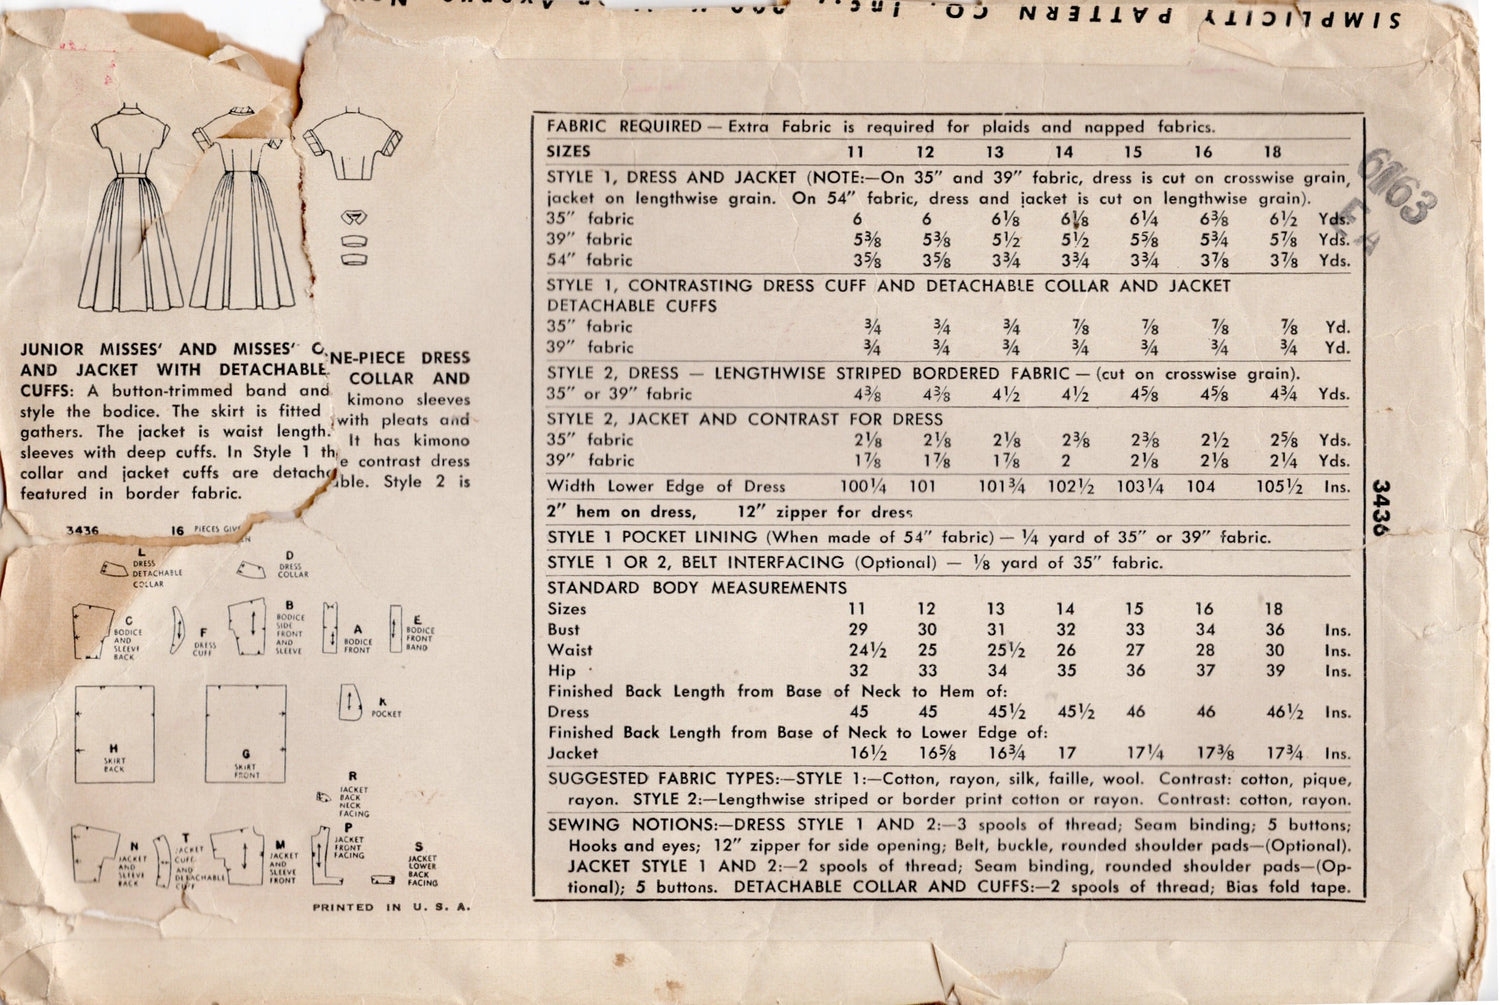 SIMPLICITY PATTERN CO. Inc.,
JUNIOR MISSES' AND MISSES' O NE-PIECE DRESS
AND JACKET WITH DETACHABLE COLLAR AND
CUFFS: A button-trimmed band and kimono sleeves
style the bodice. The skirt is fitted with pleats and
gathers. The jacket is waist length. It has kimono
sleeves with deep cuffs. In Style 1 the contrast dress
collar and jacket cuffs are detachable. Style 2 is
featured in border fabric.
3436 16 PIECES GIVEN
L
DRESS
DETACHABLE
COLLAR
D
DRESS
COLLAR
C
BODICE
AND
SLEEVE
BACK
F
DRESS
CUFF
B
BODICE
SIDE
FRONT
AND
SLEEVE
A
BODICE
FRONT
E
BODICE
FRONT
BAND
H
SKIRT
BACK
G
SKIRT
FRONT
K
POCKET
R
JACKET
BACK
NECK
FACING
N
JACKET
AND
SLEEVE
BACK
T
JACKET
CUFF
AND
DETACHABLE
CUFF
M
JACKET
AND
SLEEVE
FRONT
P
JACKET
FRONT
FACING
S
JACKET
LOWER
BACK
FACING
PRINTED IN U. S. A.
FABRIC REQUIRED — Extra Fabric is required for plaids and napped fabrics.
SIZES 11 12 13 14 15 16 18
STYLE 1, DRESS AND JACKET (NOTE:—On 35" and 39" fabric, dress is cut on crosswise grain,
jacket on lengthwise grain. On 54" fabric, dress and jacket is cut on lengthwise grain).
35" fabric 6 6 6⅛ 6⅛ 6¼ 6⅜ 6½ Yds.
39" fabric 5⅜ 5⅜ 5½ 5½ 5⅝ 5¾ 5⅞ Yds.
54" fabric 3⅝ 3⅝ 3¾ 3¾ 3¾ 3⅞ 3⅞ Yds.
STYLE 1, CONTRASTING DRESS CUFF AND DETACHABLE COLLAR AND JACKET
DETACHABLE CUFFS
35" fabric ¾ ¾ ¾ ⅞ ⅞ ⅞ ⅞ Yd.
39" fabric ¾ ¾ ¾ ¾ ¾ ¾ ¾ Yd.
STYLE 2, DRESS — LENGTHWISE STRIPED BORDERED FABRIC — (cut on crosswise grain).
35" or 39" fabric 4⅜ 4⅜ 4½ 4½ 4⅝ 4⅝ 4¾ Yds.
STYLE 2, JACKET AND CONTRAST FOR DRESS
35" fabric 2⅛ 2⅛ 2⅛ 2⅜ 2⅜ 2½ 2⅝ Yds.
39" fabric 1⅞ 1⅞ 1⅞ 2 2⅛ 2⅛ 2¼ Yds.
Width Lower Edge of Dress 100¼ 101 101¾ 102½ 103¼ 104 105½ Ins.
2" hem on dress, 12" zipper for dress
STYLE 1 POCKET LINING (When made of 54" fabric) — ¼ yard of 35" or 39" fabric.
STYLE 1 OR 2, BELT INTERFACING (Optional) — ⅛ yard of 35" fabric.
STANDARD BODY MEASUREMENTS
Sizes 11 12 13 14 15 16 18
Bust 29 30 31 32 33 34 36 Ins.
Waist 24½ 25 25½ 26 27 28 30 Ins.
Hip 32 33 34 35 36 37 39 Ins.
Finished Back Length from Base of Neck to Hem of:
Dress 45 45 45½ 45½ 46 46 46½ Ins.
Finished Back Length from Base of Neck to Lower Edge of:
Jacket 16½ 16⅝ 16¾ 17 17¼ 17⅜ 17¾ Ins.
SUGGESTED FABRIC TYPES:—STYLE 1:—Cotton, rayon, silk, faille, wool. Contrast: cotton, pique,
rayon. STYLE 2:—Lengthwise striped or border print cotton or rayon. Contrast: cotton, rayon.
SEWING NOTIONS:—DRESS STYLE 1 AND 2:—3 spools of thread; Seam binding; 5 buttons;
Hooks and eyes; 12" zipper for side opening; Belt, buckle, rounded shoulder pads—(Optional).
JACKET STYLE 1 AND 2:—2 spools of thread; Seam binding, rounded shoulder pads—(Op-
tional); 5 buttons. DETACHABLE COLLAR AND CUFFS:—2 spools of thread; Bias fold tape.
3436